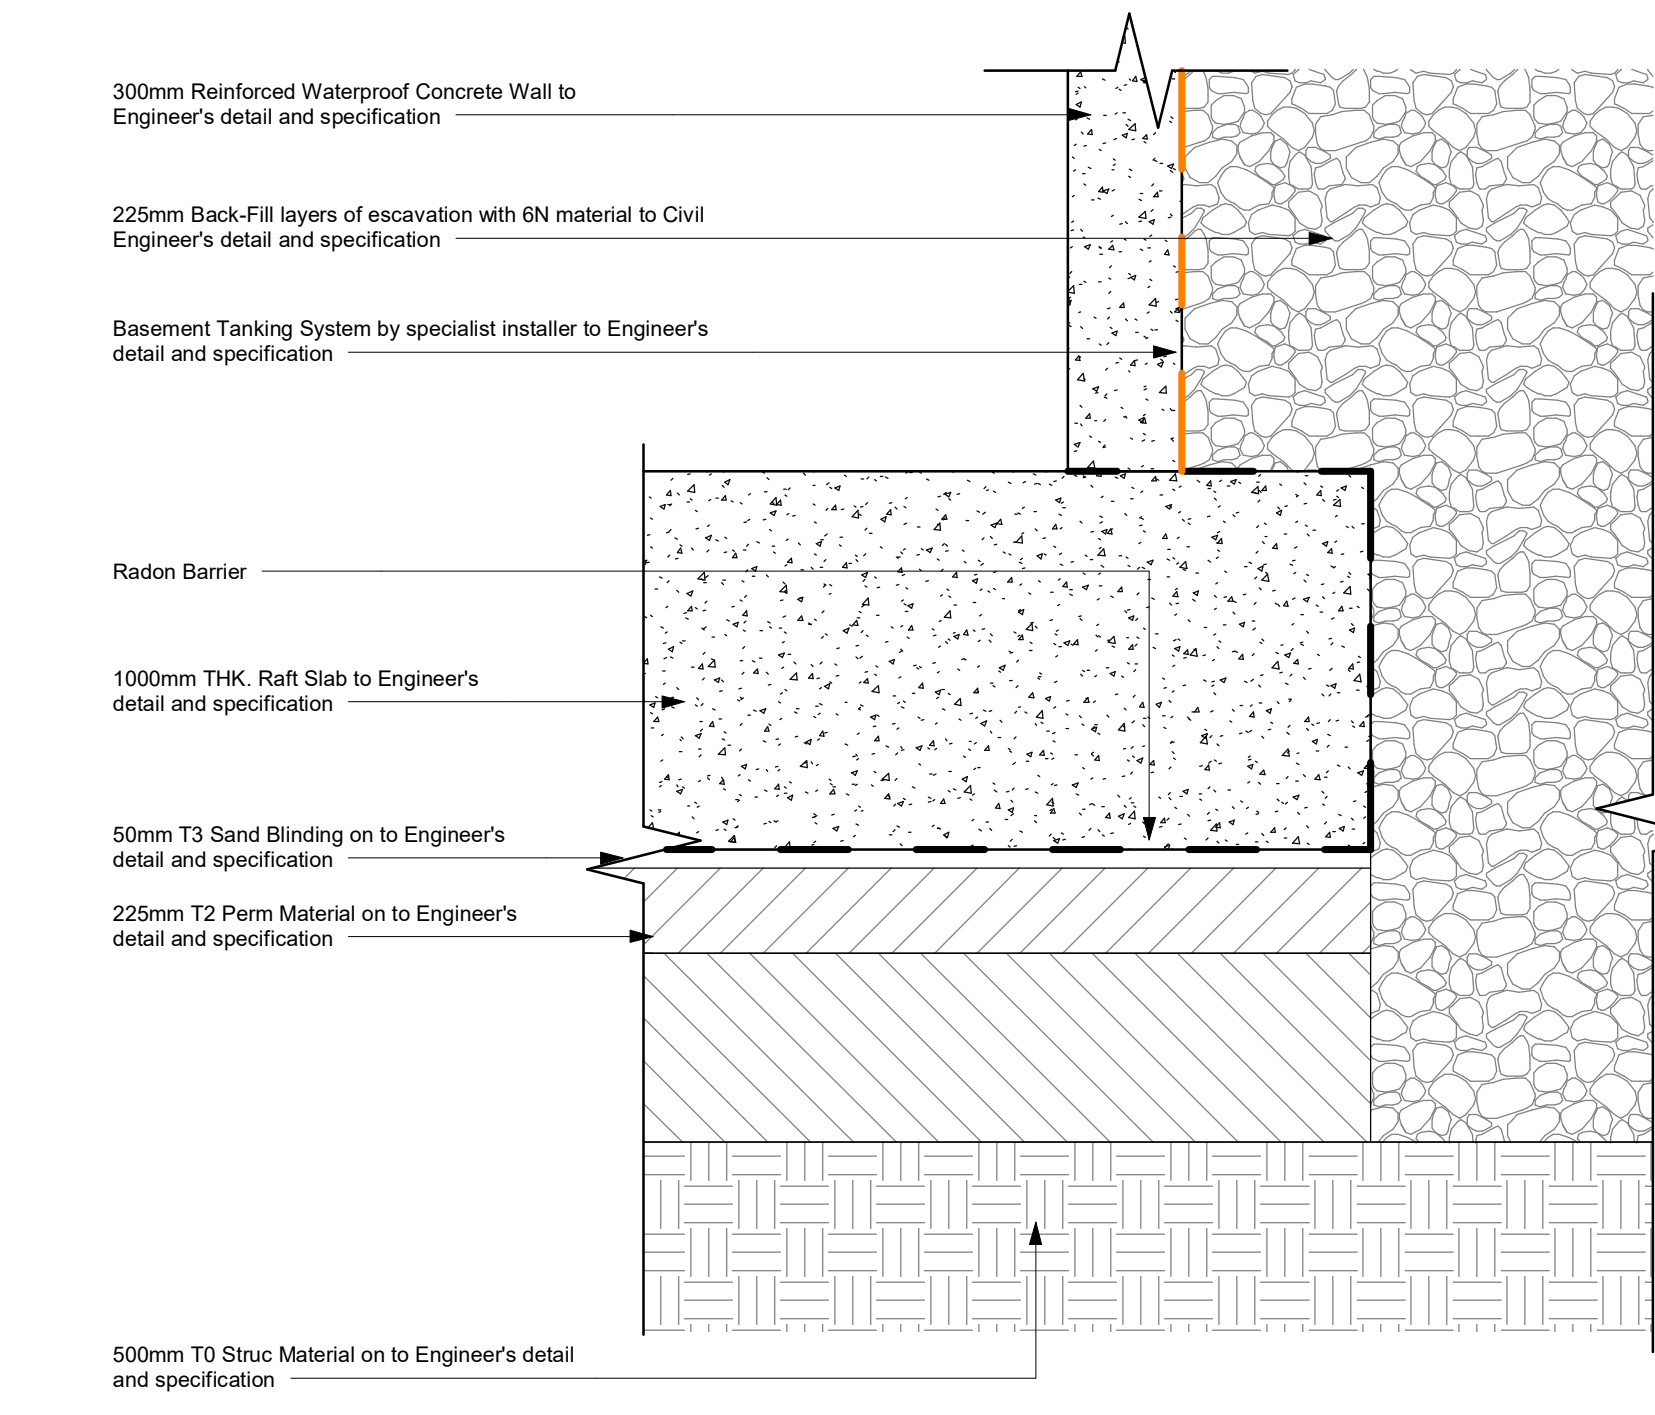 300mm Reinforced Waterproof Concrete Wall to
Engineer's detail and specification
225mm Back-Fill layers of escavation with 6N material to Civil
Engineer's detail and specification
Basement Tanking System by specialist installer to Engineer's
detail and specification
Radon Barrier
1000mm THK. Raft Slab to Engineer's
detail and specification
50mm T3 Sand Blinding on to Engineer's
detail and specification
225mm T2 Perm Material on to Engineer's
detail and specification
500mm T0 Struc Material on to Engineer's detail
and specification